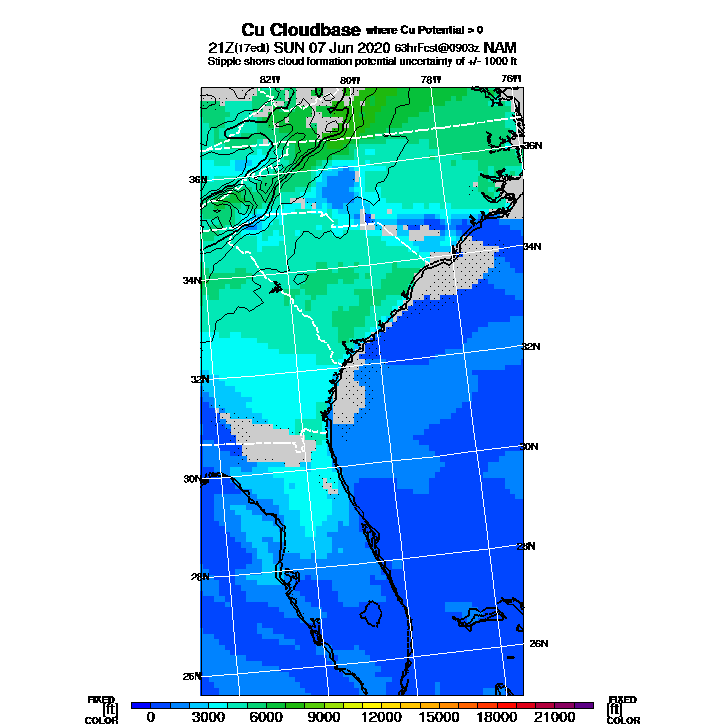 Cu Cloudbase where Cu Potential > 0
21Z(17edt) SUN 07 Jun 2020 63hrFcst@0903z NAM
Stipple shows cloud formation potential uncertainty of +/- 1000 ft
82W 80W 78W 76W
36N
36N
34N
34N
32N
32N
30N
30N
28N
28N
26N
26N
FIXED FIXED
[ft] [ft]
COLOR 0 3000 6000 9000 12000 15000 18000 21000 COLOR